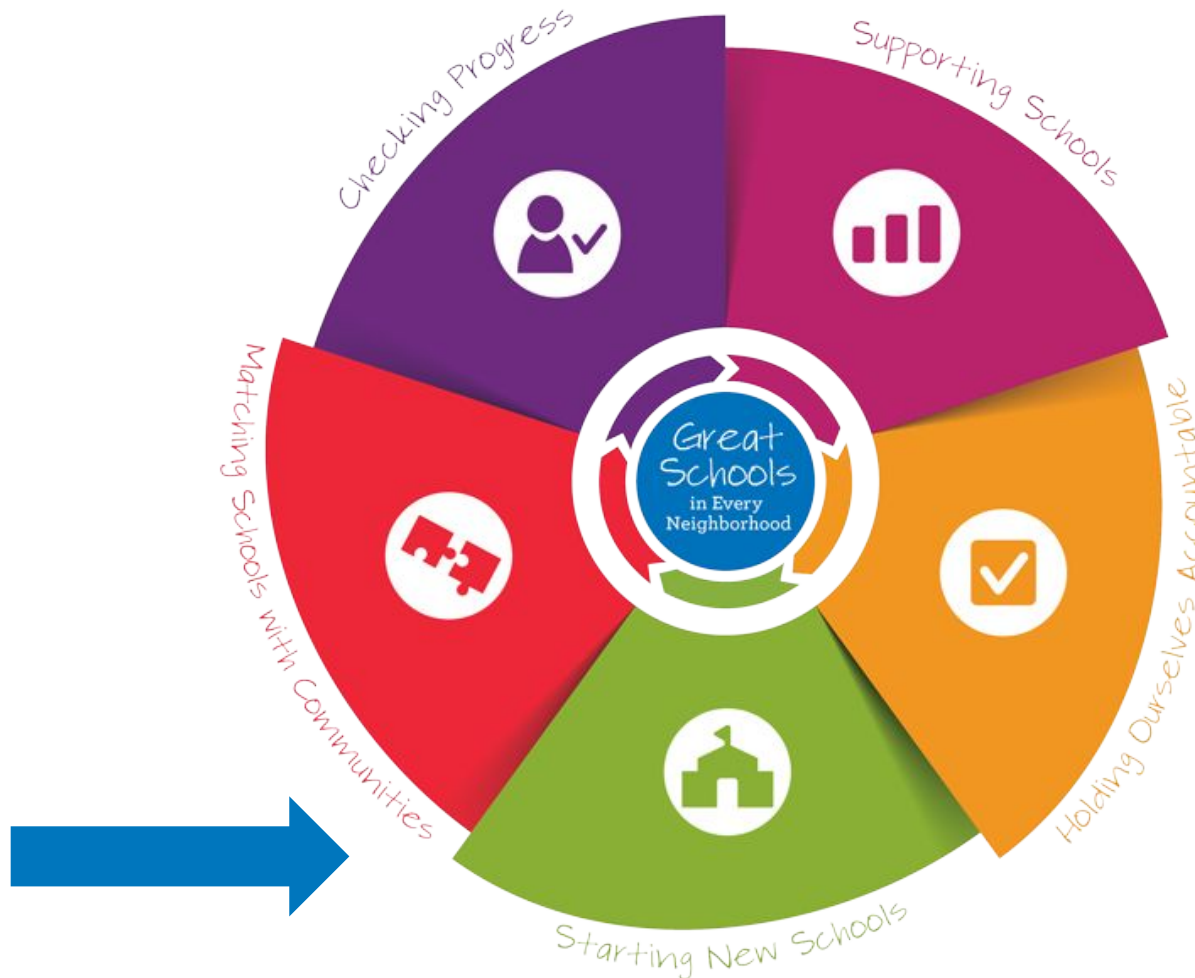 Checking Progress
Supporting Schools
Great
Schools
in Every
Neighborhood
Matching Schools with Communities
Holding Ourselves Accountable
Starting New Schools